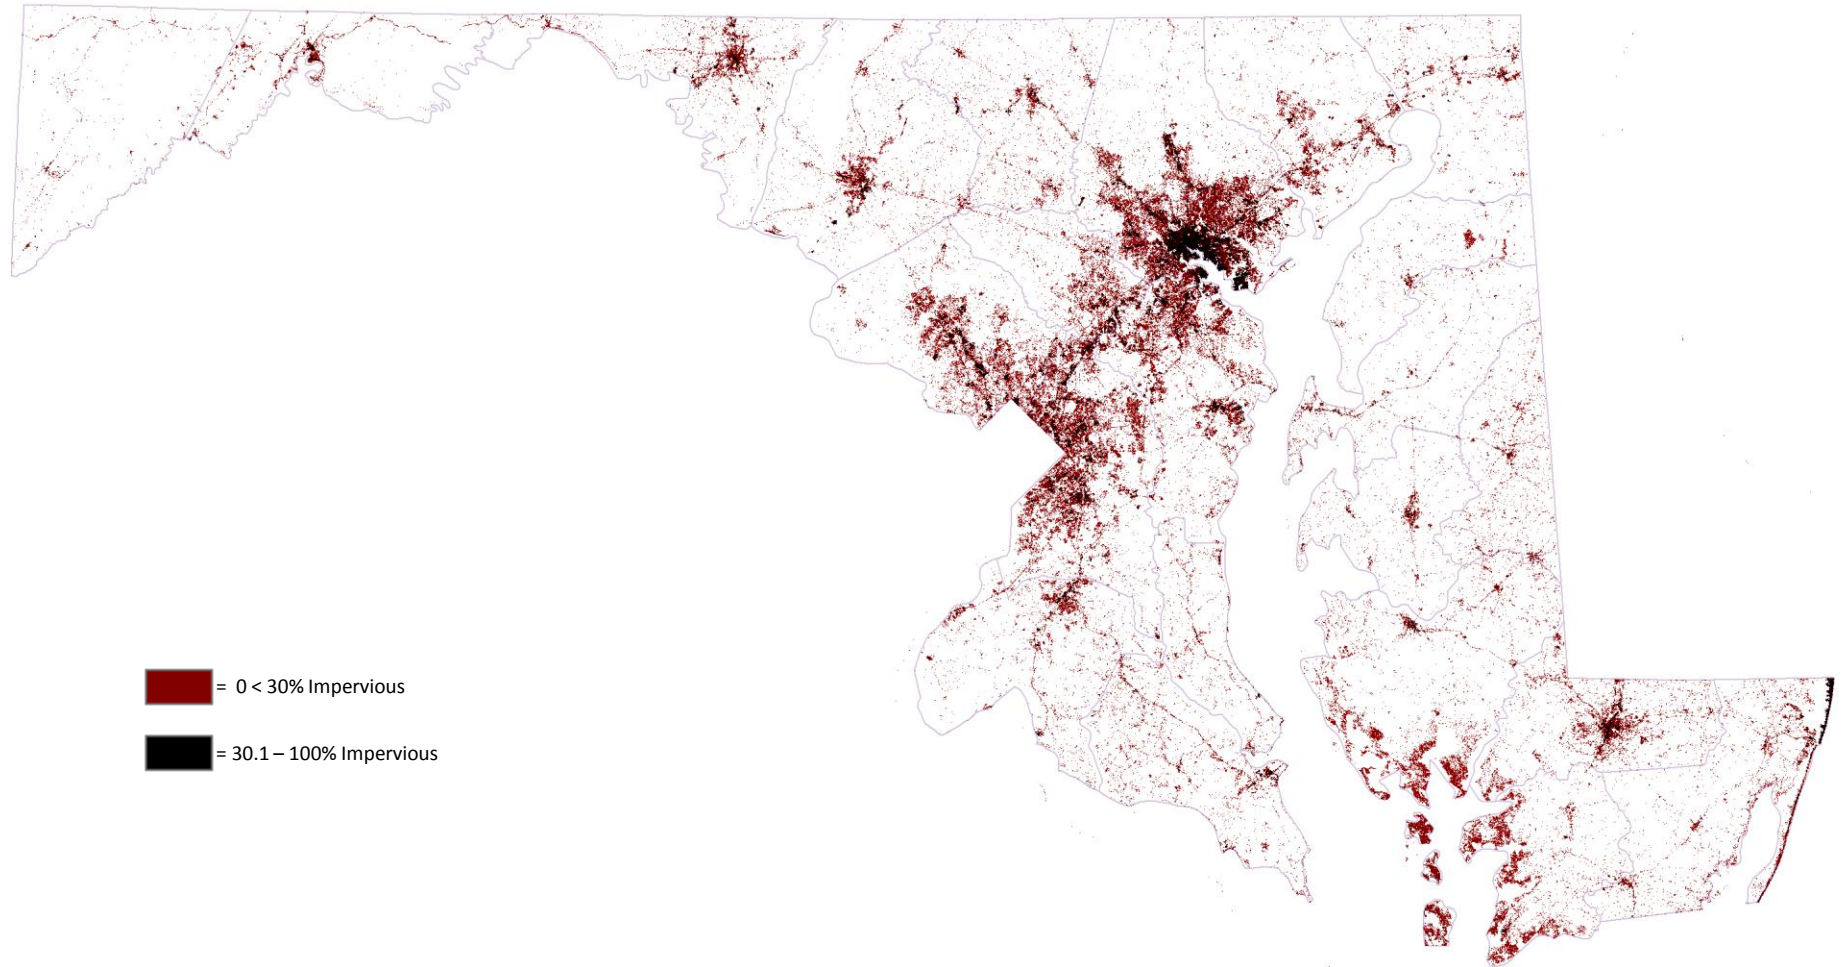 = 0 < 30% Impervious
= 30.1 – 100% Impervious